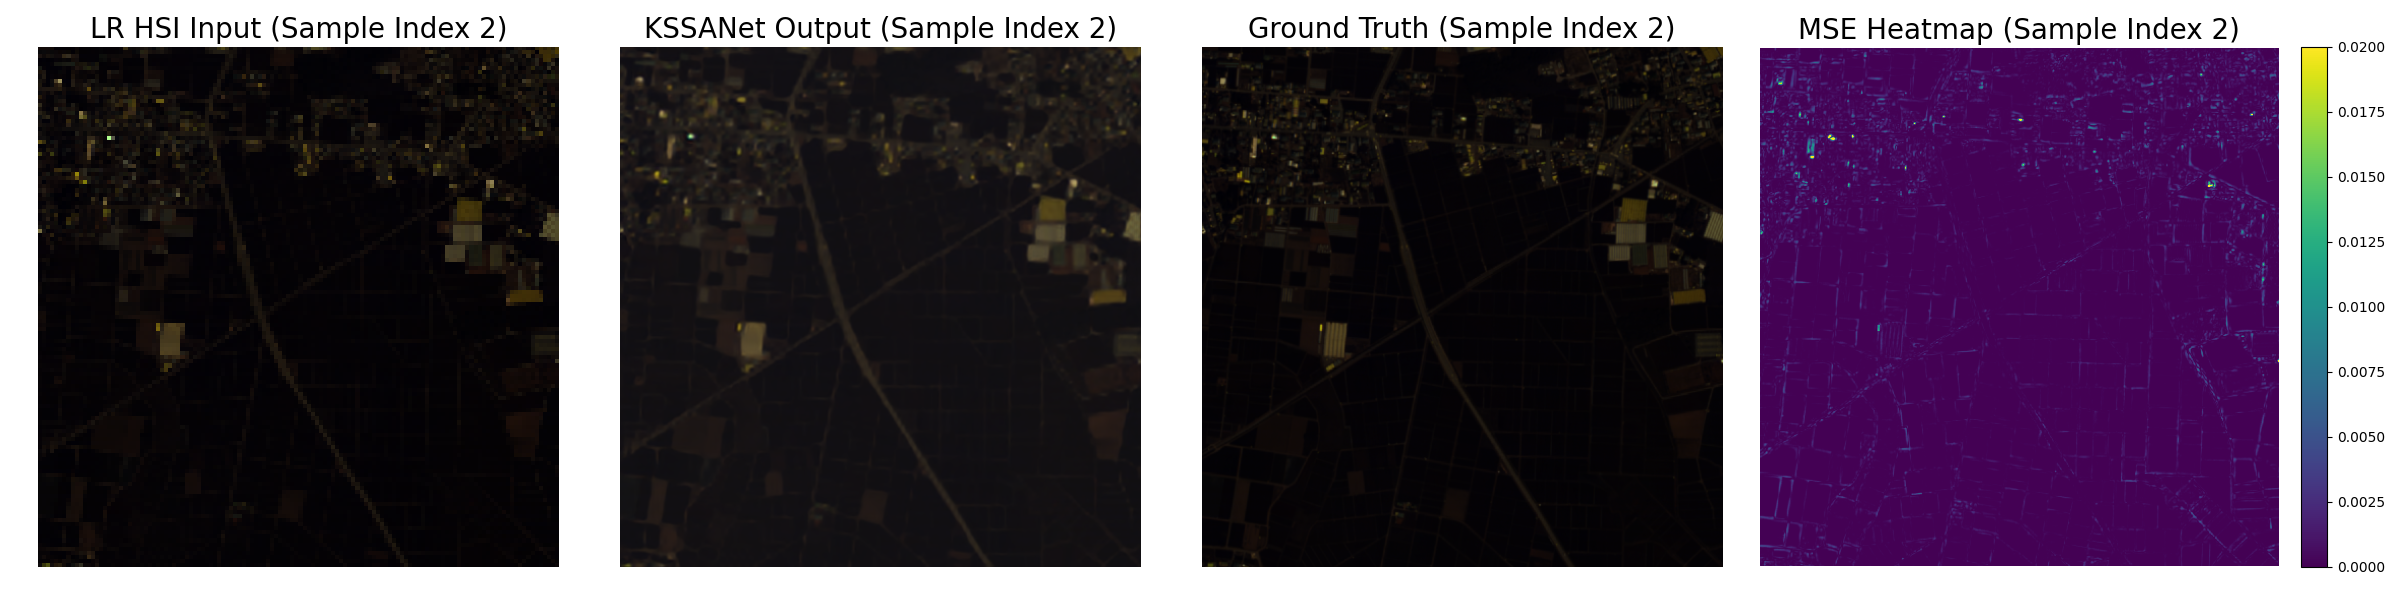 LR HSI Input (Sample Index 2)
KSSANet Output (Sample Index 2)
Ground Truth (Sample Index 2)
MSE Heatmap (Sample Index 2)
0.0200
0.0175
0.0150
0.0125
0.0100
0.0075
0.0050
0.0025
0.0000